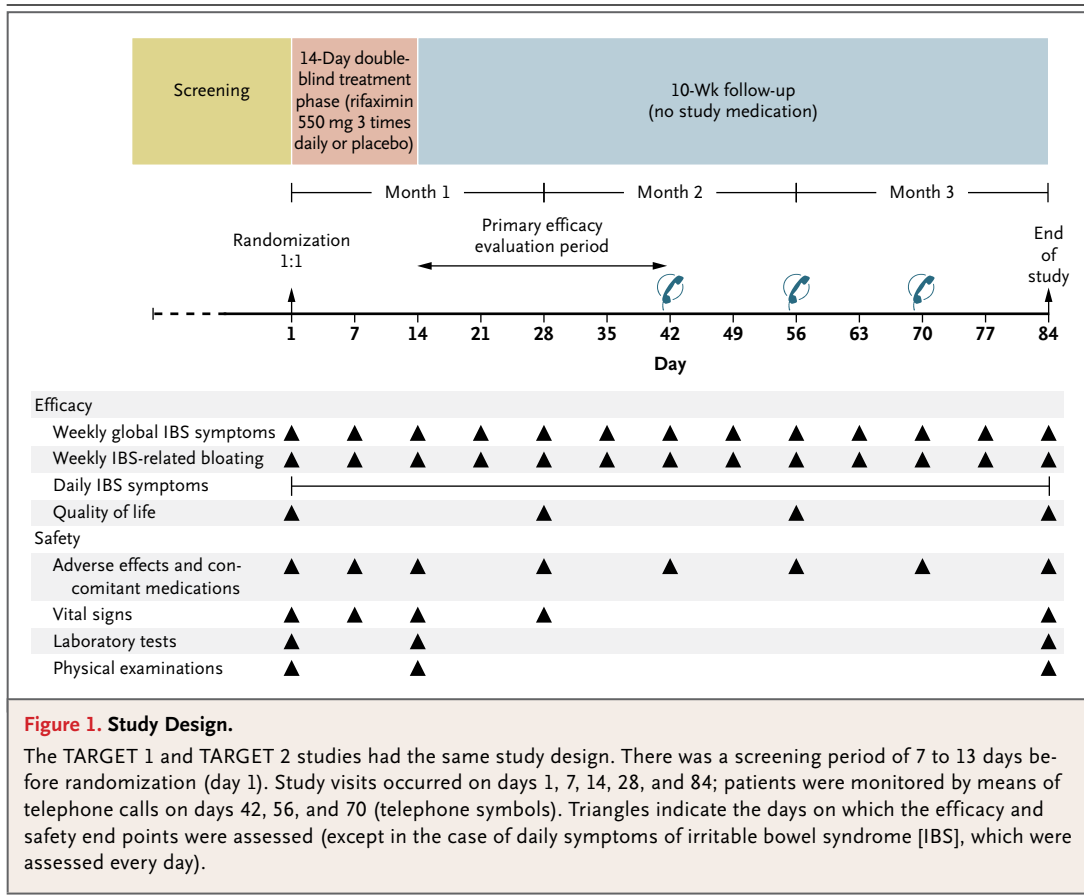 Screening
14-Day double-
blind treatment
phase (rifaximin
550 mg 3 times
daily or placebo)
10-Wk follow-up
(no study medication)
Month 1
Month 2
Month 3
Randomization
1:1
Primary efficacy
evaluation period
End
of
study
1 7 14 21 28 35 42 49 56 63 70 77 84
Day
Efficacy
Weekly global IBS symptoms
Weekly IBS-related bloating
Daily IBS symptoms
Quality of life
Safety
Adverse effects and con-
comitant medications
Vital signs
Laboratory tests
Physical examinations
Figure 1. Study Design.
The TARGET 1 and TARGET 2 studies had the same study design. There was a screening period of 7 to 13 days be-
fore randomization (day 1). Study visits occurred on days 1, 7, 14, 28, and 84; patients were monitored by means of
telephone calls on days 42, 56, and 70 (telephone symbols). Triangles indicate the days on which the efficacy and
safety end points were assessed (except in the case of daily symptoms of irritable bowel syndrome [IBS], which were
assessed every day).